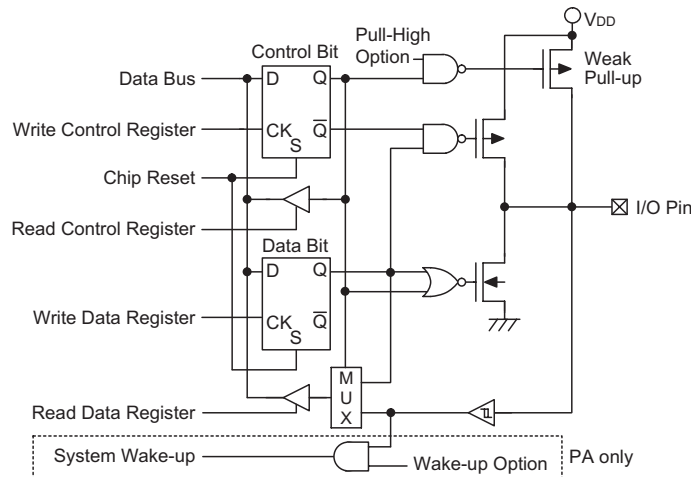 VDD
Pull-High
Option
Control Bit
Weak
Pull-up
Data Bus
D
Q
Write Control Register
CK
Q
S
Chip Reset
I/O Pin
Read Control Register
Data Bit
D
Q
Write Data Register
CK
Q
S
M
U
X
Read Data Register
System Wake-up
Wake-up Option
PA only